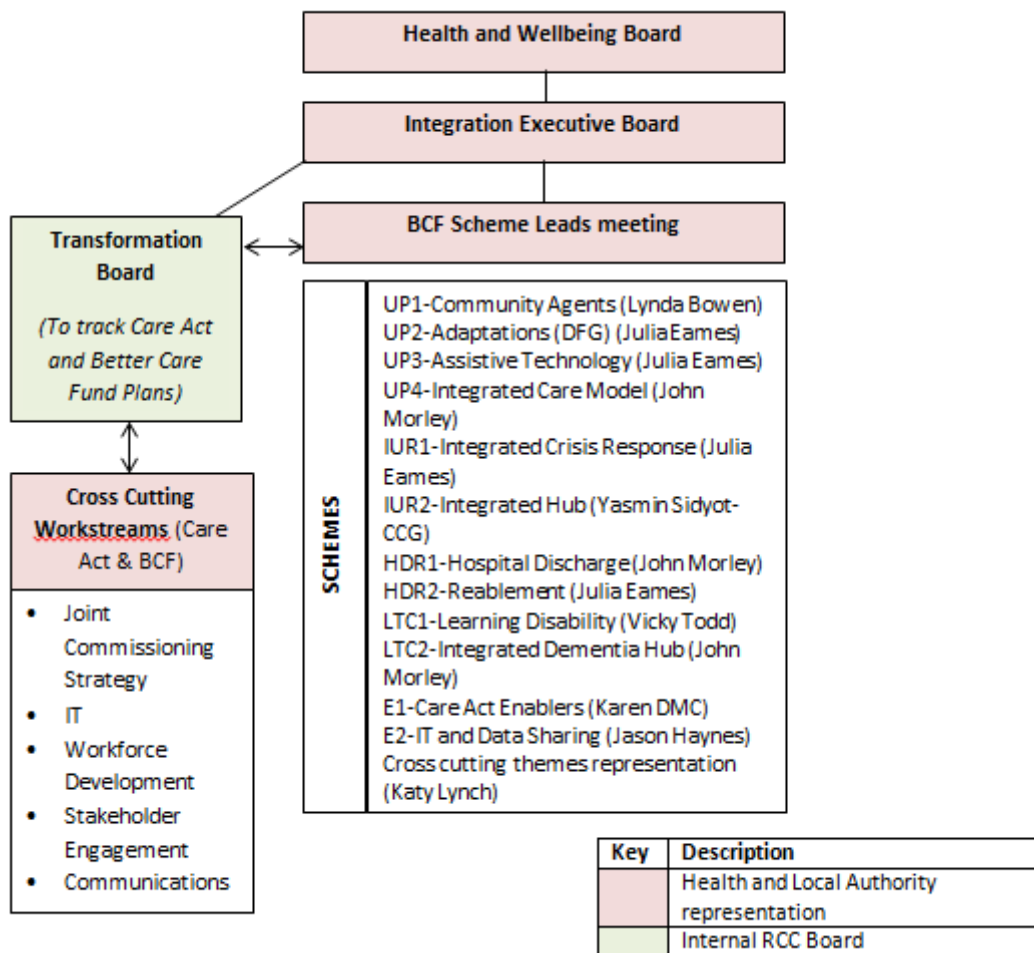 Health and Wellbeing Board
Integration Executive Board
BCF Scheme Leads meeting
Transformation
Board
(To track Care Act
and Better Care
Fund Plans)
Cross Cutting
Workstreams (Care
Act & BCF)
• Joint
Commissioning
Strategy
• IT
• Workforce
Development
• Stakeholder
Engagement
• Communications
SCHEMES
UP1-Community Agents (Lynda Bowen)
UP2-Adaptations (DFG) (Julia Eames)
UP3-Assistive Technology (Julia Eames)
UP4-Integrated Care Model (John
Morley)
IUR1-Integrated Crisis Response (Julia
Eames)
IUR2-Integrated Hub (Yasmin Sidyot-
CCG)
HDR1-Hospital Discharge (John Morley)
HDR2-Reablement (Julia Eames)
LTC1-Learning Disability (Vicky Todd)
LTC2-Integrated Dementia Hub (John
Morley)
E1-Care Act Enablers (Karen DMC)
E2-IT and Data Sharing (Jason Haynes)
Cross cutting themes representation
(Katy Lynch)
Key Description
Health and Local Authority
representation
Internal RCC Board